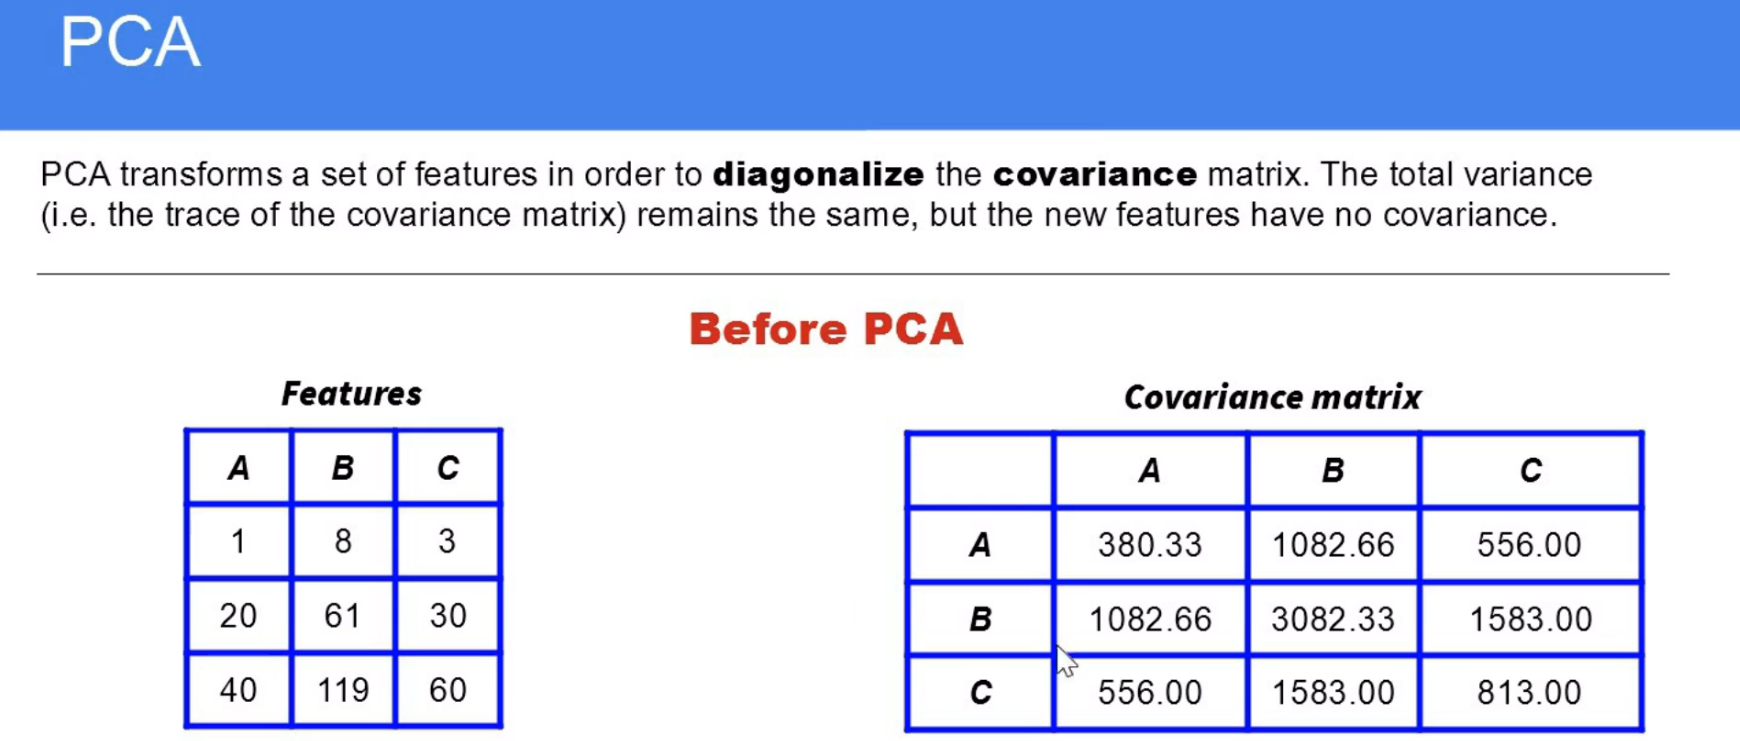 PCA
PCA transforms a set of features in order to diagonalize the covariance matrix. The total variance
(i.e. the trace of the covariance matrix) remains the same, but the new features have no covariance.
Before PCA
Features
A B C
1 8 3
20 61 30
40 119 60
Covariance matrix
A B C
A 380.33 1082.66 556.00
B 1082.66 3082.33 1583.00
C 556.00 1583.00 813.00